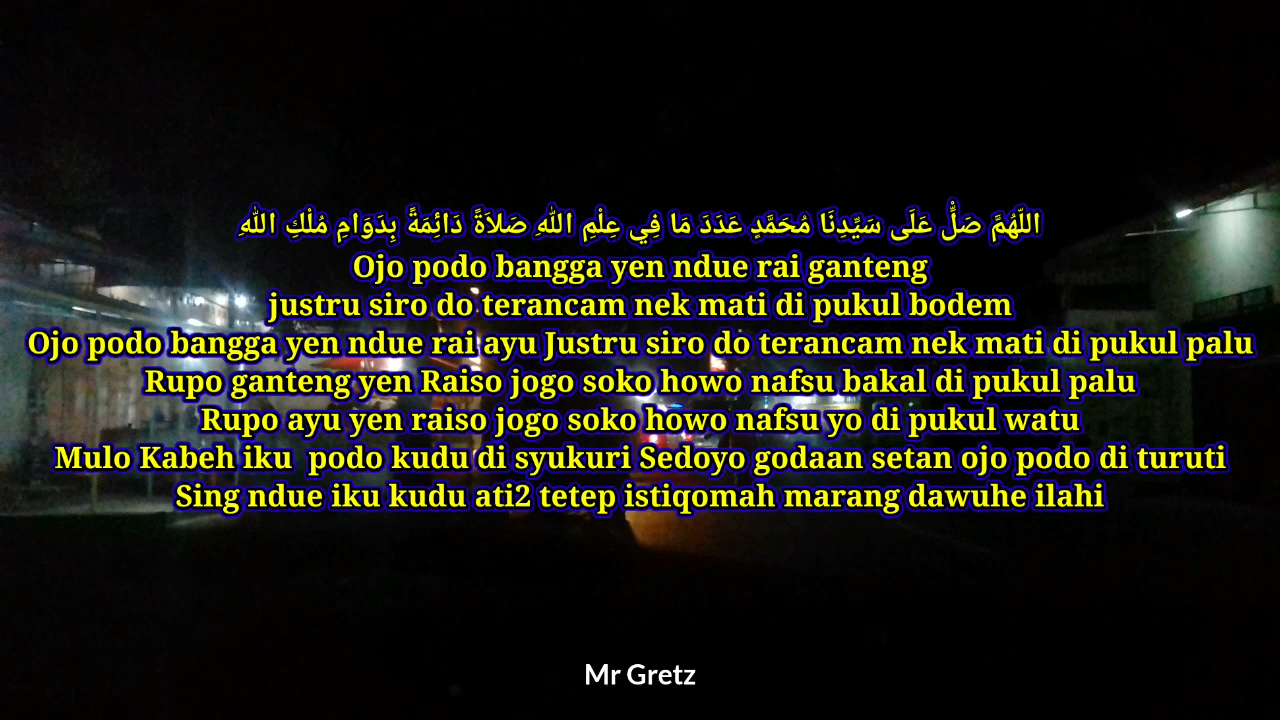 اللّهُمَّ صَلِّ عَلَى سَيِّدِنَا مُحَمَّدٍ عَدَدَ مَا فِي عِلْمِ اللهِ صَلاَةً دَائِمَةً بِدَوَامِ مُلْكِ اللهِ
Ojo podo bangga yen ndue rai ganteng
justru siro do terancam nek mati di pukul bodem
Ojo podo bangga yen ndue rai ayu Justru siro do terancam nek mati di pukul palu
Rupo ganteng yen Raiso jogo soko howo nafsu bakal di pukul palu
Rupo ayu yen raiso jogo soko howo nafsu yo di pukul watu
Mulo Kabeh iku  podo kudu di syukuri Sedoyo godaan setan ojo podo di turuti
Sing ndue iku kudu ati2 tetep istiqomah marang dawuhe ilahi
Mr Gretz